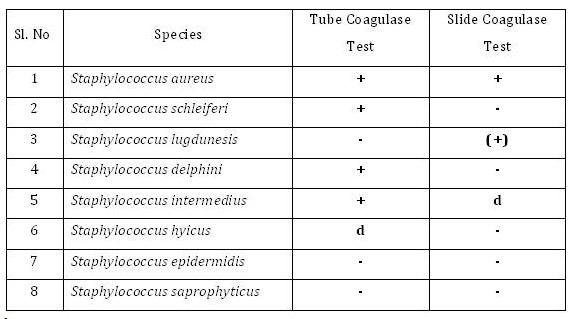 Sl. No Species Tube Coagulase Test Slide Coagulase Test
1 Staphylococcus aureus + +
2 Staphylococcus schleiferi + -
3 Staphylococcus lugdunesis - (+)
4 Staphylococcus delphini + -
5 Staphylococcus intermedius + d
6 Staphylococcus hyicus d -
7 Staphylococcus epidermidis - -
8 Staphylococcus saprophyticus - -